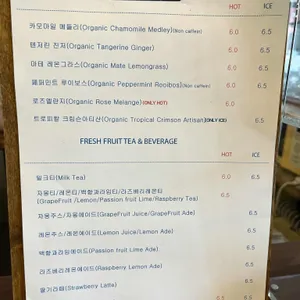 HOT ICE
카모마일 메들리(Organic Chamomile Medley)(Non caffein) 6.0 6.5
탠저린 진저(Organic Tangerine Ginger) 6.0 6.5
마테 레몬그라스(Organic Mate Lemongrass) 6.0 6.5
페퍼민트 루이보스(Organic Peppermint Rooibos)(Non caffein) 6.0 6.5
로즈멜란지(Organic Rose Melange)(ONLY HOT) 6.0
트로피칼 크림슨아티산(Organic Tropical Crimson Artisan)(ONLY ICE) 6.5
FRESH FRUIT TEA & BEVERAGE
HOT ICE
밀크티(Milk Tea) 6.0 6.5
자몽티/레몬티/백향과라임티/라즈베리레몬티 6.5
(GrapeFruit /Lemon/Passion fruit Lime/Raspberry Tea)
자몽주스/자몽에이드(GrapeFruit Juice/GrapeFruit Ade) 6.5
레몬주스/레몬에이드(Lemon Juice/Lemon Ade) 6.5
백향과라임에이드(Passion fruit Lime Ade) 6.5
라즈베리레몬에이드(Raspberry Lemon Ade) 6.5
딸기라떼(Strawberry Latte) 6.5